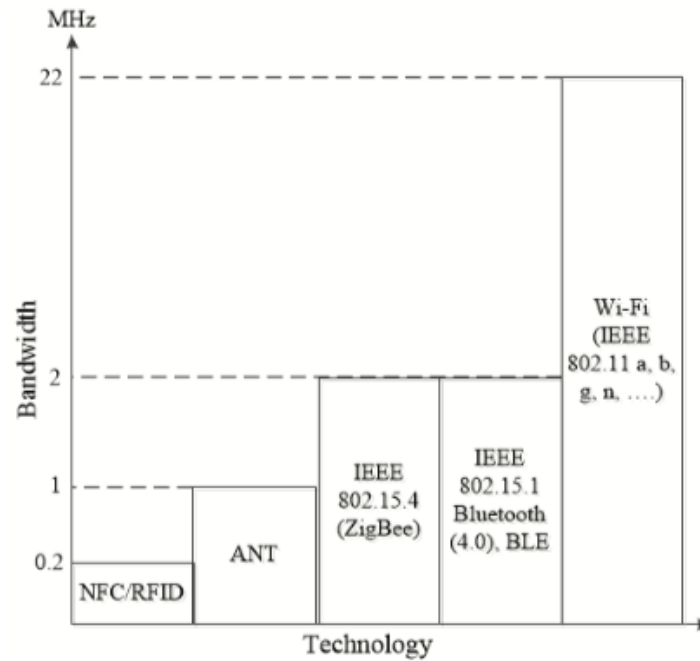 MHz
22
Bandwidth
2
1
0.2
NFC/RFID
ANT
IEEE
802.15.4
(ZigBee)
IEEE
802.15.1
Bluetooth
(4.0), BLE
Wi-Fi
(IEEE
802.11 a, b,
g, n, ....)
Technology